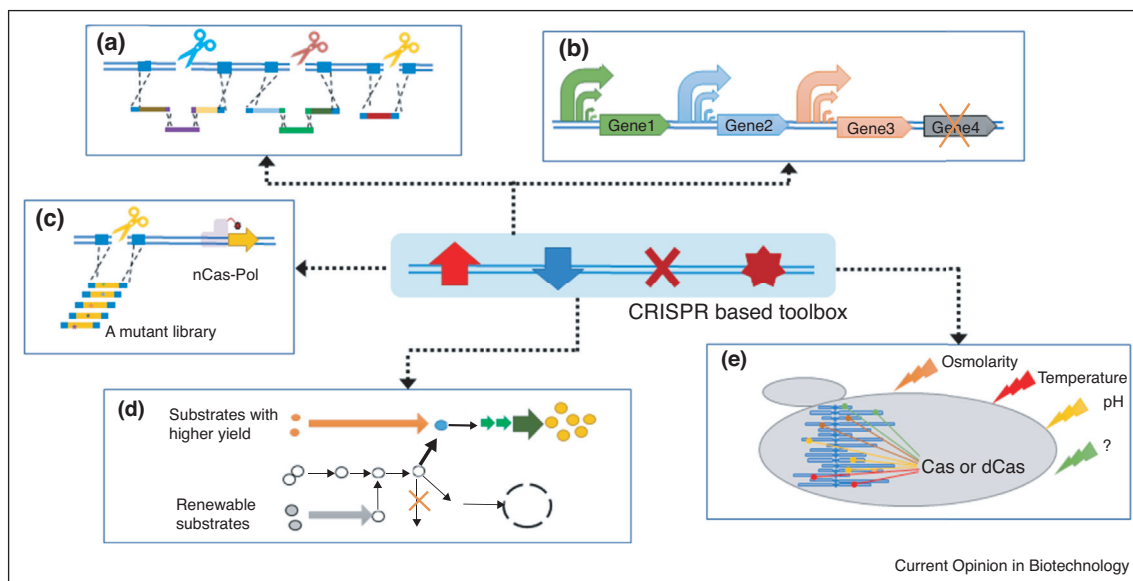 (a)
(b)
Gene1
Gene2
Gene3
Gene4
(c)
nCas-Pol
A mutant library
CRISPR based toolbox
(d)
Substrates with
higher yield
Renewable
substrates
(e)
Osmolarity
Temperature
pH
?
Cas or dCas
Current Opinion in Biotechnology